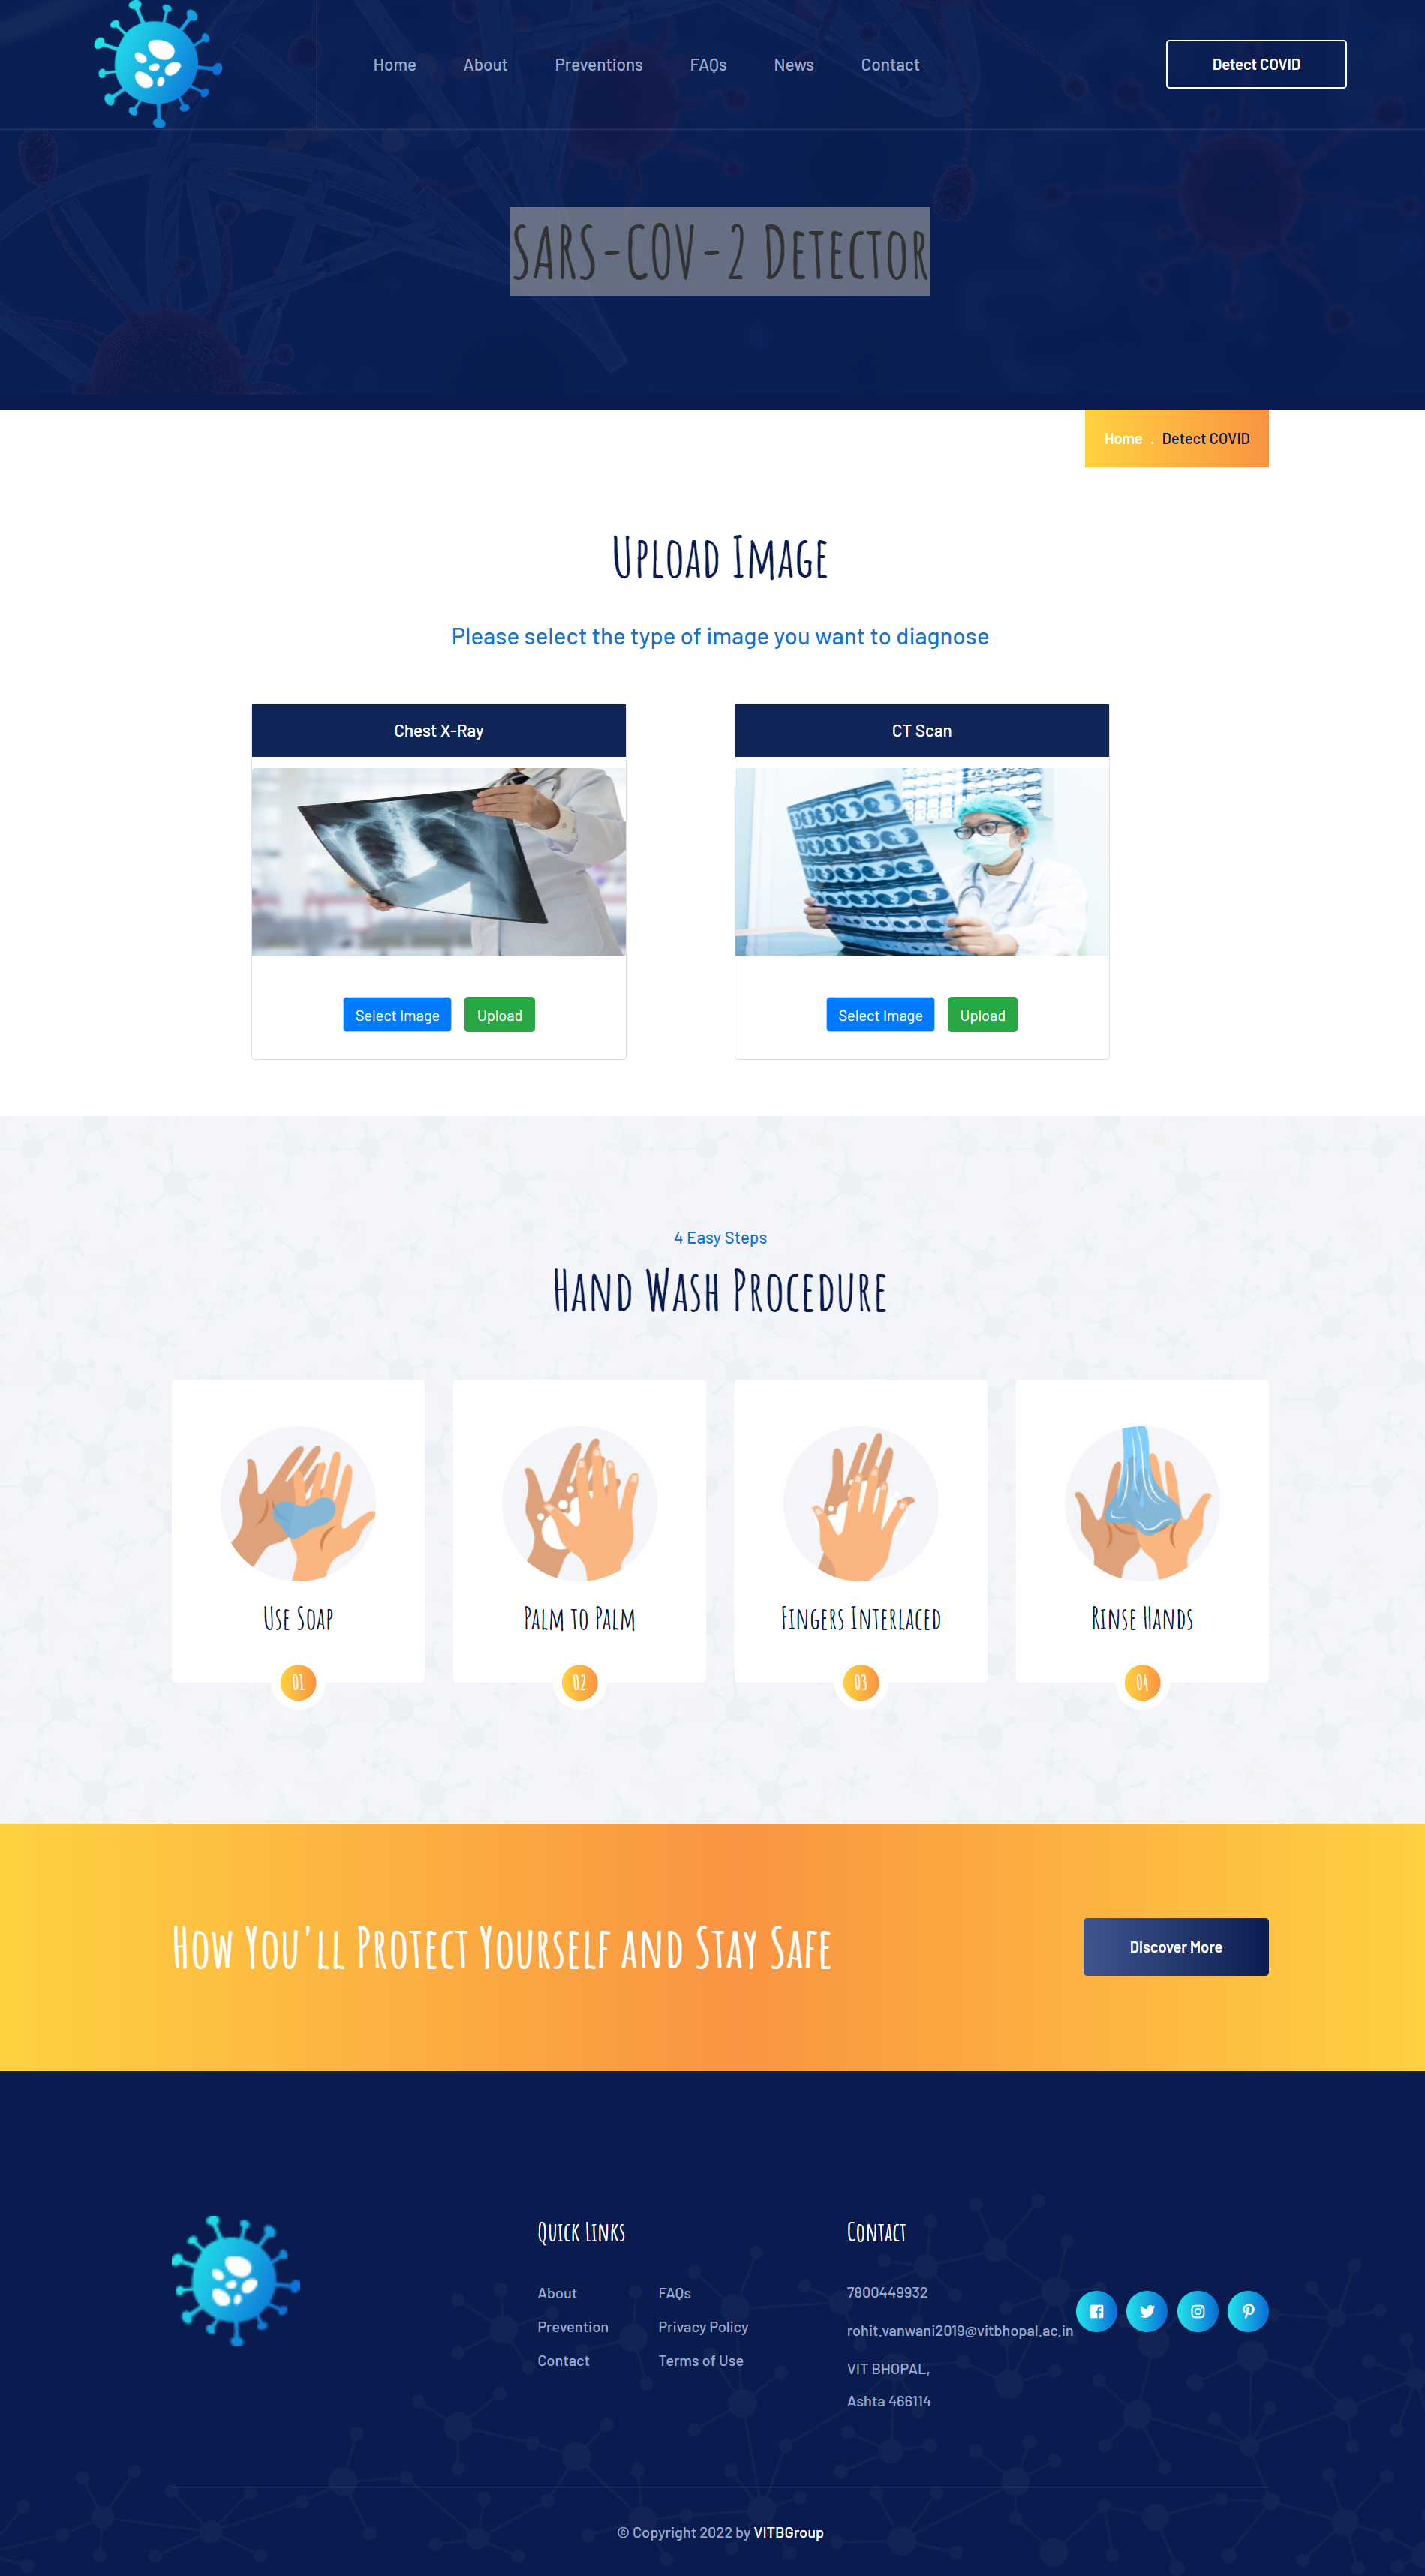 Home About Preventions FAQs News Contact Detect COVID
SARS-COV-2 Detector
Home . Detect COVID
Upload Image
Please select the type of image you want to diagnose
Chest X-Ray
Select Image Upload
CT Scan
Select Image Upload
4 Easy Steps
Hand Wash Procedure
Use Soap
01
Palm to Palm
02
Fingers Interlaced
03
Rinse Hands
04
How You'll Protect Yourself and Stay Safe
Discover More
Quick Links
About
Prevention
Contact
FAQs
Privacy Policy
Terms of Use
Contact
7800449932
rohit.vanwani2019@vitbhopal.ac.in
VIT BHOPAL,
Ashta 466114
© Copyright 2022 by VITBGroup